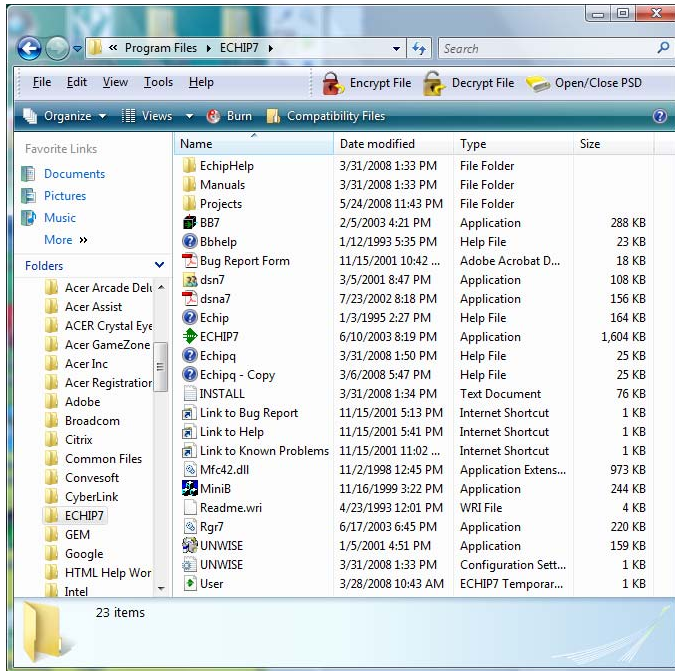 « Program Files ▸ ECHIP7 ▸ Search
File Edit View Tools Help Encrypt File Decrypt File Open/Close PSD
Organize Views Burn Compatibility Files
Favorite Links
Documents
Pictures
Music
More »
Folders
Acer Arcade Delu
Acer Assist
ACER Crystal Eye
Acer GameZone
Acer Inc
Acer Registration
Adobe
Broadcom
Citrix
Common Files
Convesoft
CyberLink
ECHIP7
GEM
Google
HTML Help Wor
Intel
Name Date modified Type Size
EchipHelp 3/31/2008 1:33 PM File Folder
Manuals 3/31/2008 1:33 PM File Folder
Projects 5/24/2008 11:43 PM File Folder
BB7 2/5/2003 4:21 PM Application 288 KB
Bbhelp 1/12/1993 5:35 PM Help File 23 KB
Bug Report Form 11/15/2001 10:42 ... Adobe Acrobat D... 18 KB
dsn7 3/5/2001 8:47 PM Application 108 KB
dsna7 7/23/2002 8:18 PM Application 156 KB
Echip 1/3/1995 2:27 PM Help File 164 KB
ECHIP7 6/10/2003 8:19 PM Application 1,604 KB
Echipq 3/31/2008 1:50 PM Help File 25 KB
Echipq - Copy 3/6/2008 5:47 PM Help File 25 KB
INSTALL 3/31/2008 1:34 PM Text Document 76 KB
Link to Bug Report 11/15/2001 5:13 PM Internet Shortcut 1 KB
Link to Help 11/15/2001 5:41 PM Internet Shortcut 1 KB
Link to Known Problems 11/15/2001 11:02 ... Internet Shortcut 1 KB
Mfc42.dll 11/2/1998 12:45 PM Application Extens... 973 KB
MiniB 11/16/1999 3:22 PM Application 244 KB
Readme.wri 4/23/1993 12:01 PM WRI File 4 KB
Rgr7 6/17/2003 6:45 PM Application 220 KB
UNWISE 1/5/2001 4:51 PM Application 159 KB
UNWISE 3/31/2008 1:33 PM Configuration Sett... 1 KB
User 3/28/2008 10:43 AM ECHIP7 Temporar... 1 KB
23 items